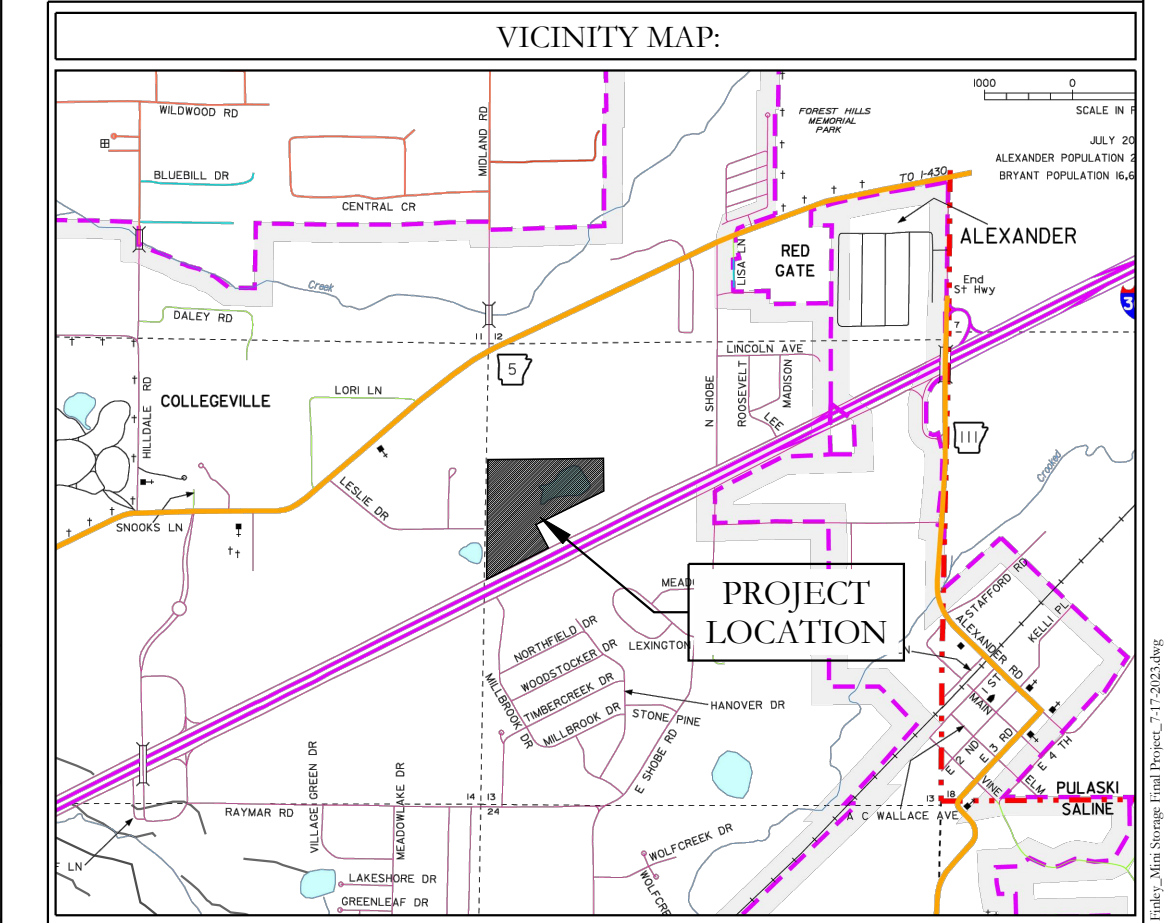 VICINITY MAP:
WILDWOOD RD
BLUEBILL DR
CENTRAL CR
MIDLAND RD
FOREST HILLS
MEMORIAL
PARK
1000 0
SCALE IN F
JULY 20
ALEXANDER POPULATION 2
BRYANT POPULATION 16,6
TO I-430
ALEXANDER
LISA LN
RED
GATE
End
St Hwy
Creek
DALEY RD
11 12
7
3
5
LINCOLN AVE
HILLDALE RD
COLLEGEVILLE
LORI LN
N SHOBE
ROOSEVELT
MADISON
LEE
111
Crooked
LESLIE DR
SNOOKS LN
PROJECT
LOCATION
MEAD
LEXINGTON
N
STAFFORD RD
KELLI PL
ALEXANDER RD
NORTHFIELD DR
WOODSTOCKER DR
TIMBERCREEK DR
MILLBROOK DR
MILLBROOK DR
HANOVER DR
STONE PINE
E SHOBE RD
1 ST
MAIN
E 2 ND
E 3 RD
E 4 TH
VINE
ELM
PULASKI
SALINE
VILLAGE GREEN DR
MEADOWLAKE DR
RAYMAR RD
14 13
24
13 18
A C WALLACE AVE
F LN
WOLFCREEK DR
WOLFCRE
LAKESHORE DR
GREENLEAF DR
Finley_Mini Storage Final Project_7-17-2023.dwg